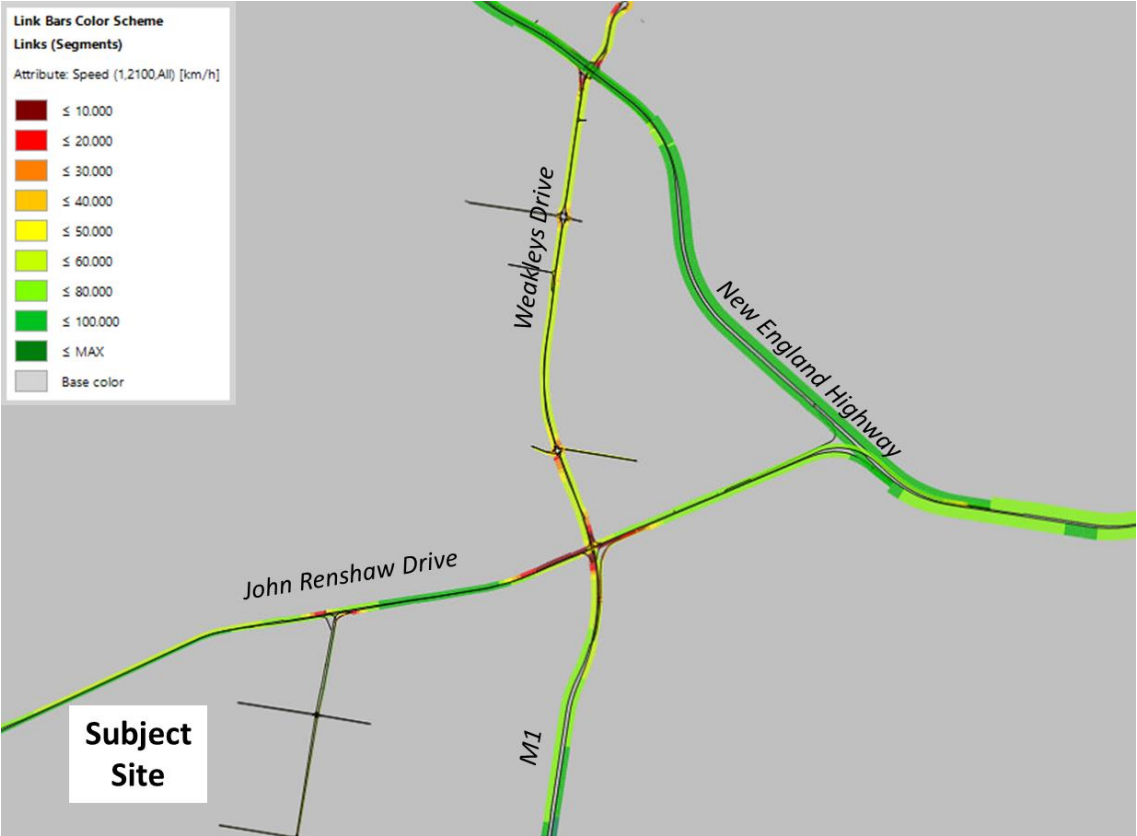 Link Bars Color Scheme
Links (Segments)
Attribute: Speed (1,2100,All) [km/h]
≤ 10.000
≤ 20.000
≤ 30.000
≤ 40.000
≤ 50.000
≤ 60.000
≤ 80.000
≤ 100.000
≤ MAX
Base color
Weakleys Drive
New England Highway
John Renshaw Drive
M1
Subject
Site